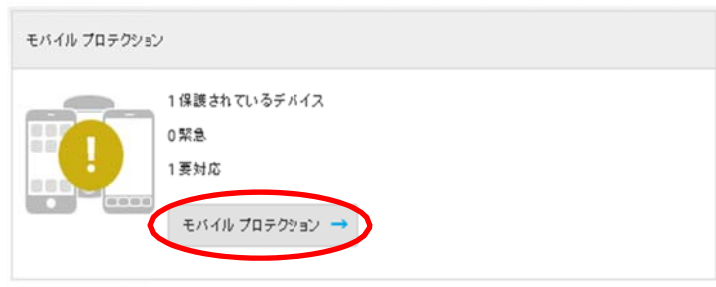 モバイル プロテクション
1 保護されているデバイス
0 緊急
1 要対応
モバイル プロテクション →